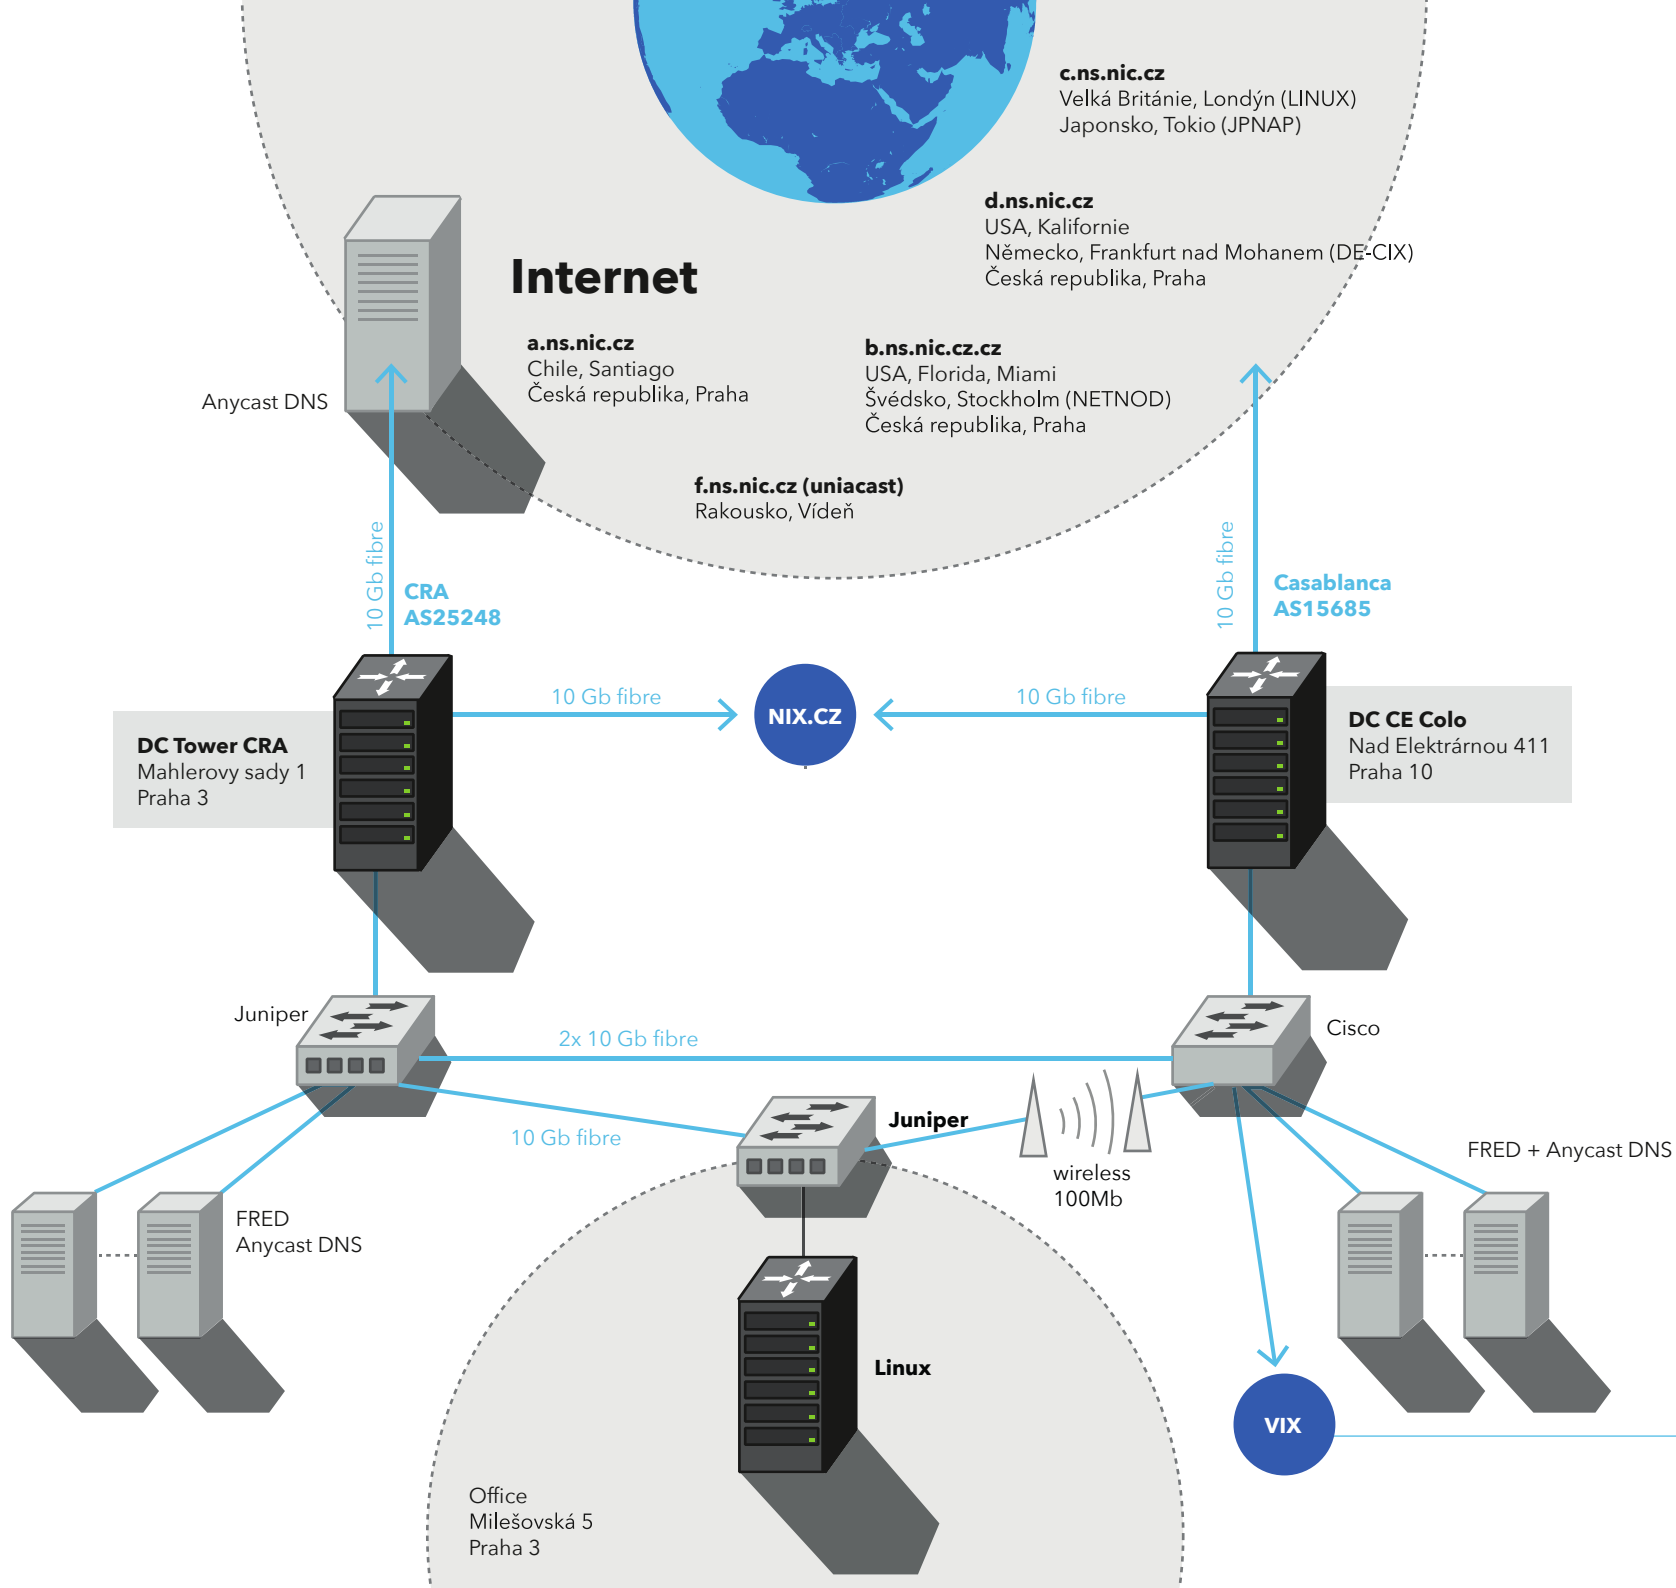 c.ns.nic.cz
Velká Británie, Londýn (LINUX)
Japonsko, Tokio (JPNAP)
d.ns.nic.cz
USA, Kalifornie
Německo, Frankfurt nad Mohanem (DE-CIX)
Česká republika, Praha
Internet
a.ns.nic.cz
Chile, Santiago
Česká republika, Praha
b.ns.nic.cz.cz
USA, Florida, Miami
Švédsko, Stockholm (NETNOD)
Česká republika, Praha
Anycast DNS
f.ns.nic.cz (uniacast)
Rakousko, Vídeň
10 Gb fibre
CRA
AS25248
10 Gb fibre
Casablanca
AS15685
10 Gb fibre
NIX.CZ
10 Gb fibre
DC Tower CRA
Mahlerovy sady 1
Praha 3
DC CE Colo
Nad Elektrárnou 411
Praha 10
Juniper
2x 10 Gb fibre
Cisco
10 Gb fibre
Juniper
wireless
100Mb
FRED + Anycast DNS
FRED
Anycast DNS
Linux
VIX
Office
Milešovská 5
Praha 3